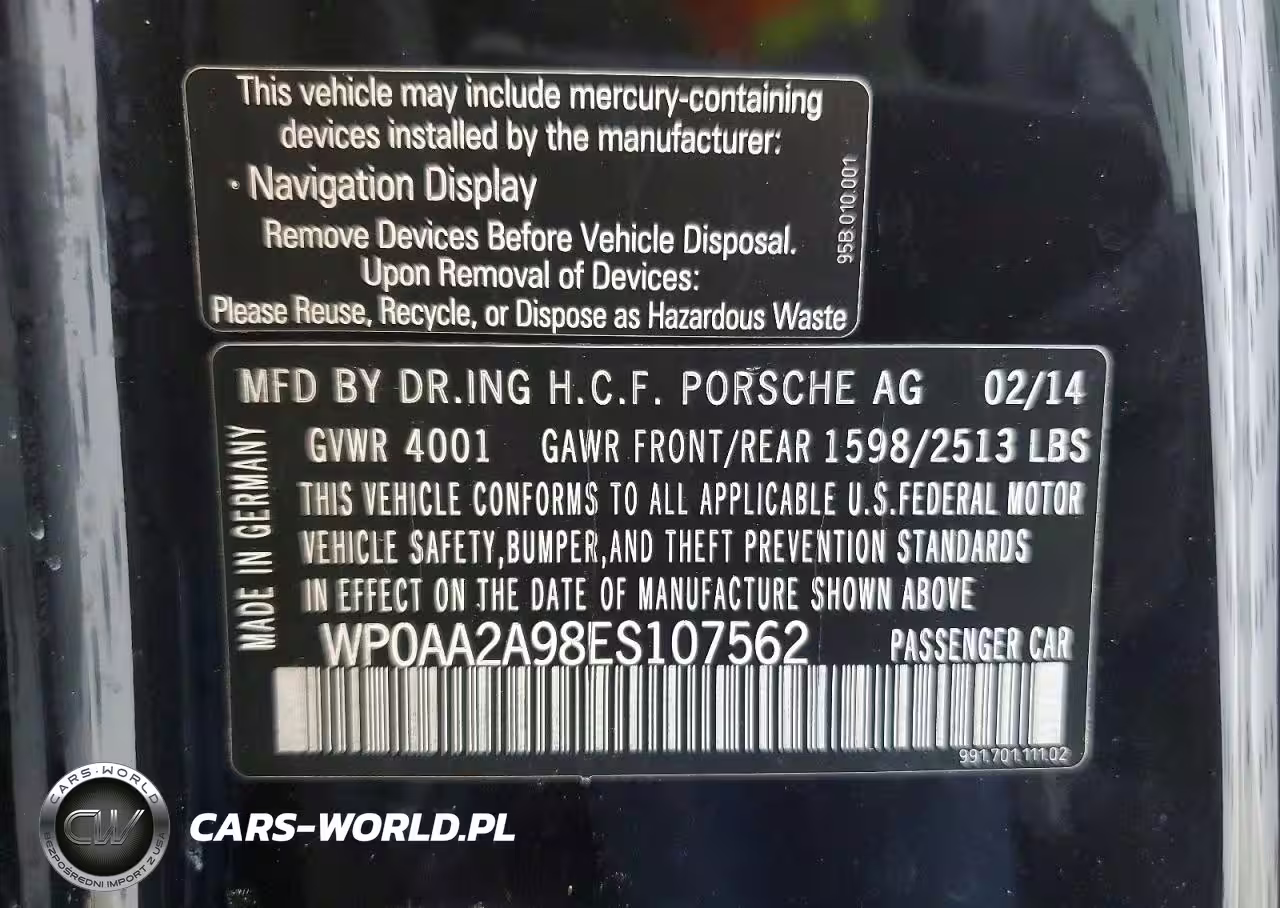 This vehicle may include mercury-containing
devices installed by the manufacturer:
• Navigation Display
Remove Devices Before Vehicle Disposal.
Upon Removal of Devices:
Please Reuse, Recycle, or Dispose as Hazardous Waste
95B.010.001
MFD BY DR.ING H.C.F. PORSCHE AG 02/14
GVWR 4001 GAWR FRONT/REAR 1598/2513 LBS
THIS VEHICLE CONFORMS TO ALL APPLICABLE U.S.FEDERAL MOTOR
VEHICLE SAFETY,BUMPER,AND THEFT PREVENTION STANDARDS
IN EFFECT ON THE DATE OF MANUFACTURE SHOWN ABOVE
MADE IN GERMANY
WP0AA2A98ES107562 PASSENGER CAR
991.701.111.02
CARS-WORLD
CW
BEZPOŚREDNI IMPORT Z USA
CARS-WORLD.PL